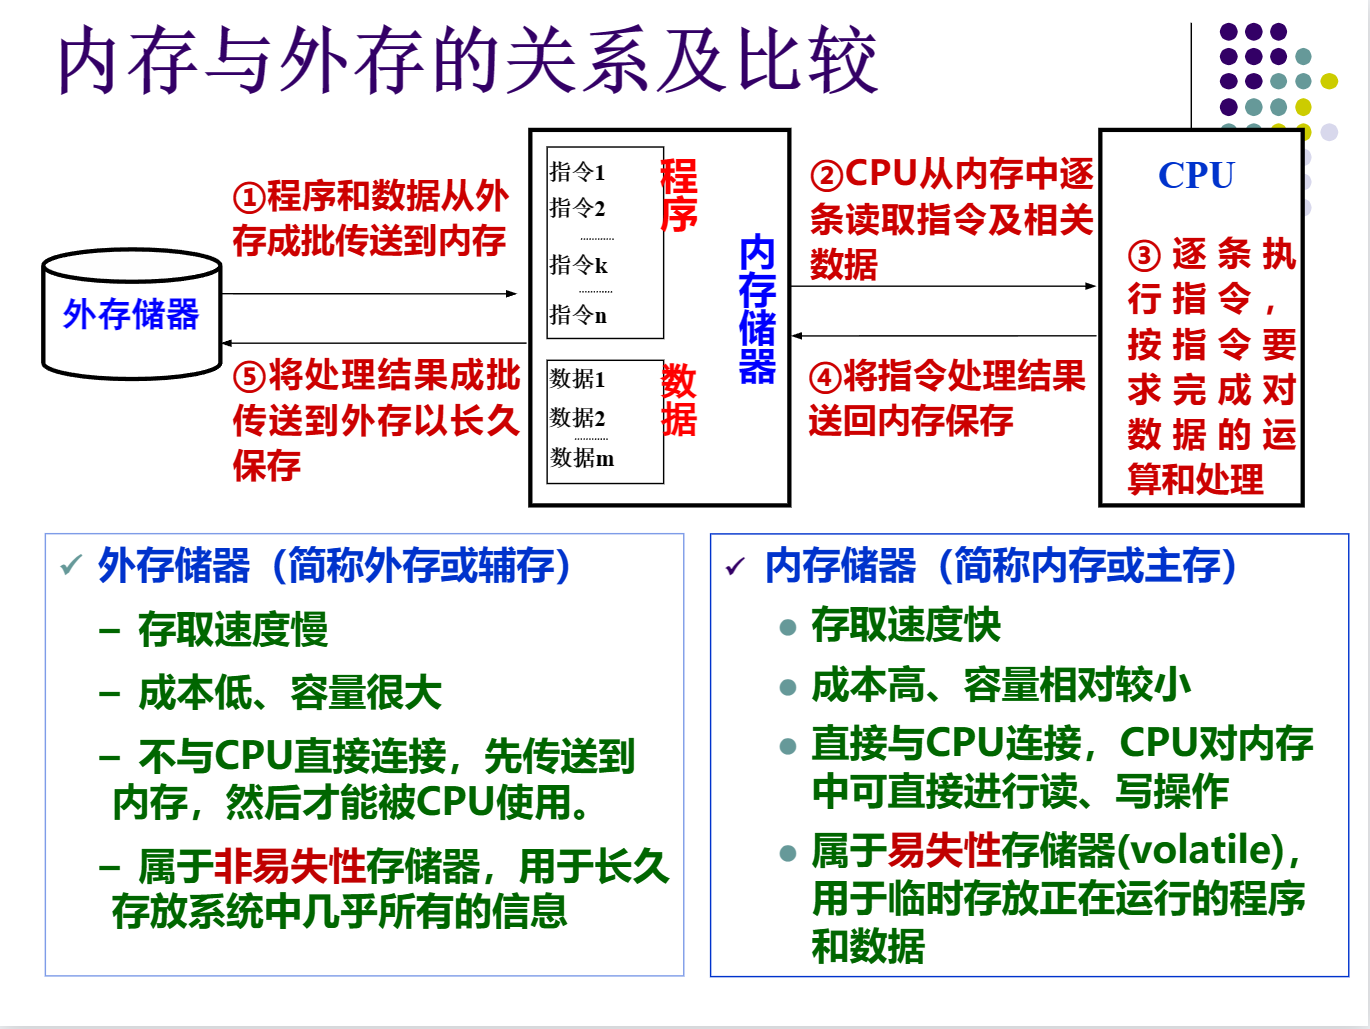 内存与外存的关系及比较
①程序和数据从外
存成批传送到内存
外存储器
⑤将处理结果成批
传送到外存以长久
保存
指令1
指令2
............
指令k
............
指令n
程序
数据1
数据2
............
数据m
数据
内存储器
②CPU从内存中逐
条读取指令及相关
数据
④将指令处理结果
送回内存保存
CPU
③逐条执
行指令，
按指令要
求完成对
数据的运
算和处理
✓ 外存储器（简称外存或辅存）
– 存取速度慢
– 成本低、容量很大
– 不与CPU直接连接，先传送到
内存，然后才能被CPU使用。
– 属于非易失性存储器，用于长久
存放系统中几乎所有的信息
✓ 内存储器（简称内存或主存）
● 存取速度快
● 成本高、容量相对较小
● 直接与CPU连接，CPU对内存
中可直接进行读、写操作
● 属于易失性存储器(volatile)，
用于临时存放正在运行的程序
和数据